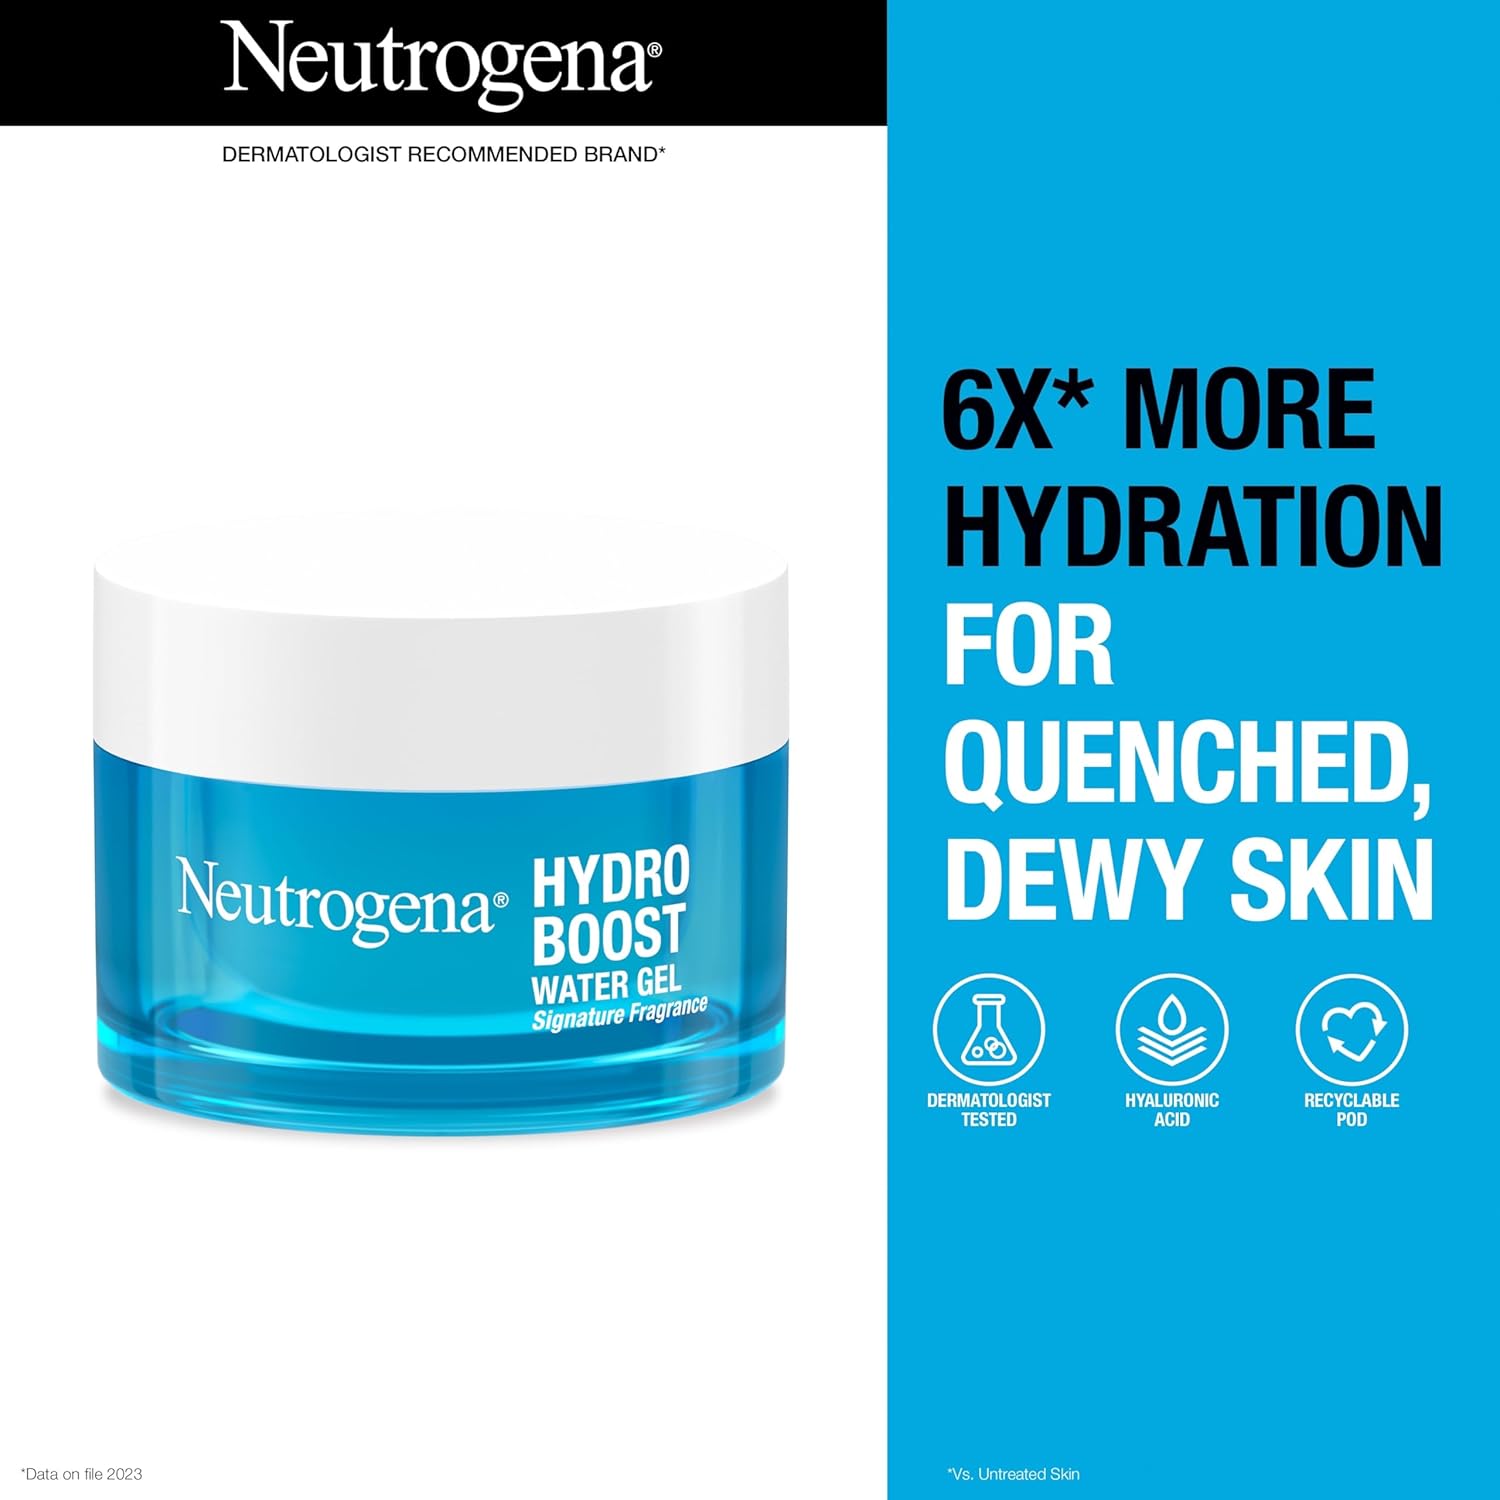 Neutrogena®
DERMATOLOGIST RECOMMENDED BRAND*
Neutrogena®
HYDRO
BOOST
WATER GEL
Signature Fragrance
*Data on file 2023
6X* MORE
HYDRATION
FOR
QUENCHED,
DEWY SKIN
DERMATOLOGIST
TESTED
HYALURONIC
ACID
RECYCLABLE
POD
*Vs. Untreated Skin